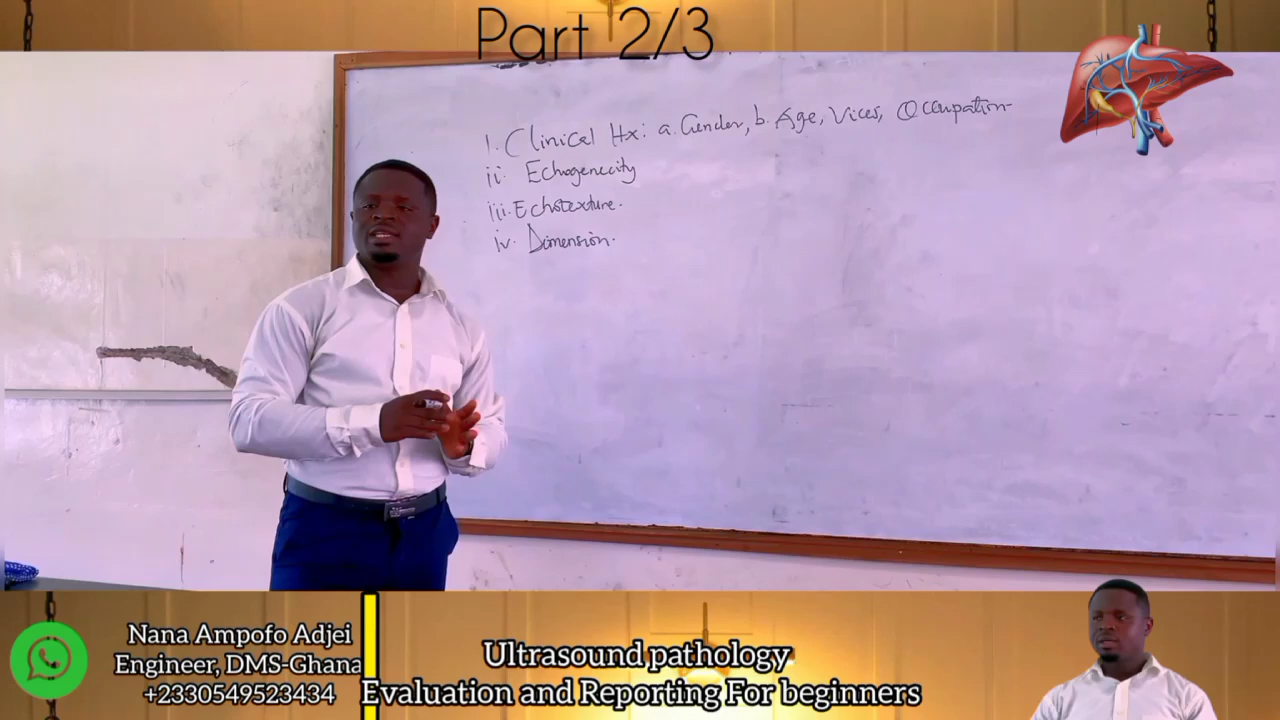 Part 2/3
i. Clinical Hx: a. Gender, b. Age, Vices, Occupation
ii. Echogenecity
iii. Echotexture.
iv. Dimension.
Nana Ampofo Adjei
Engineer, DMS-Ghana
+2330549523434
Ultrasound pathology
Evaluation and Reporting For beginners